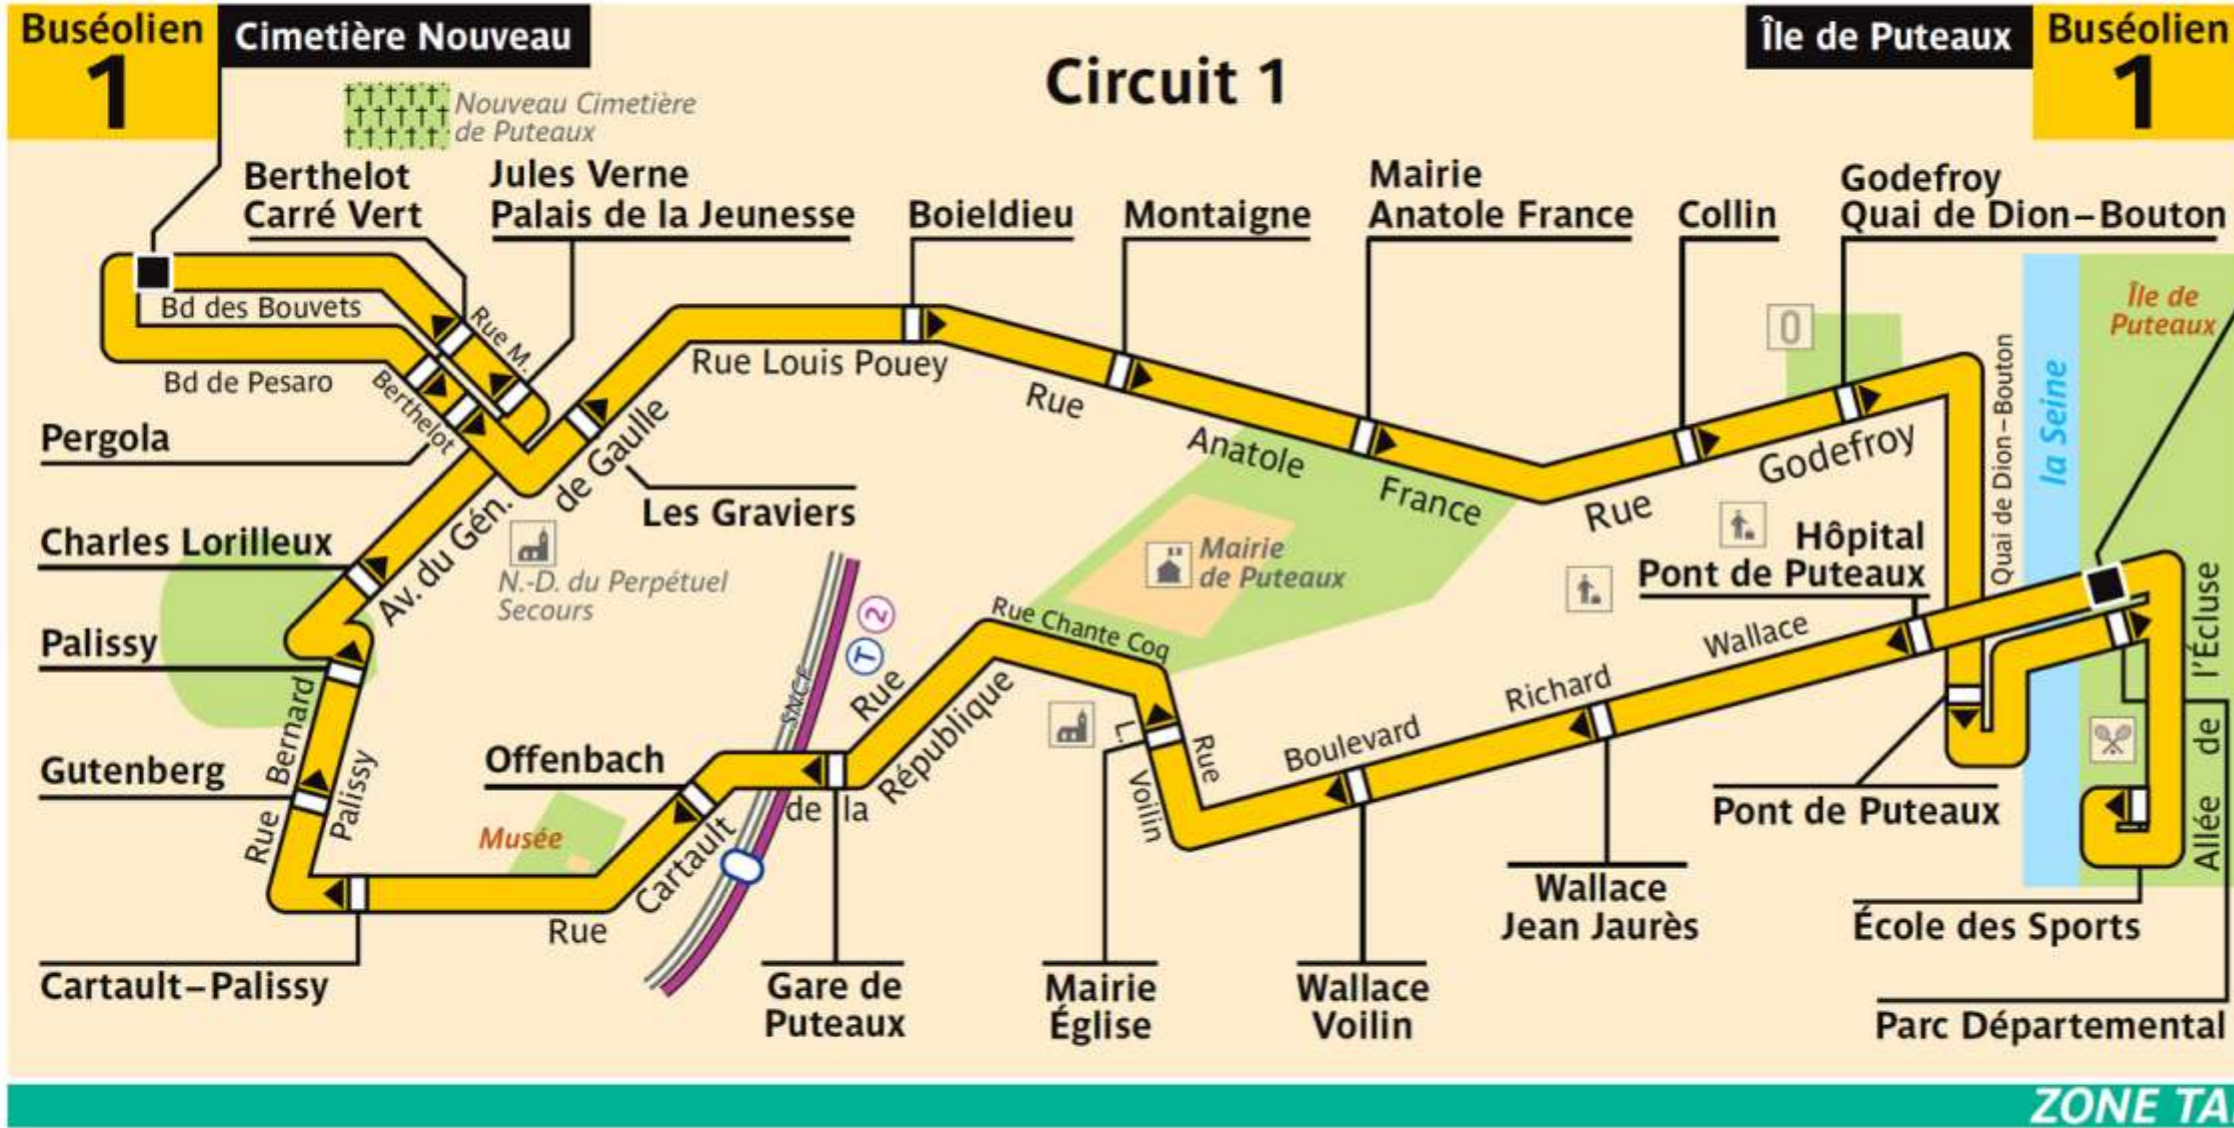 Buséolien
1
Cimetière Nouveau
Circuit 1
Île de Puteaux
Buséolien
1
Nouveau Cimetière
de Puteaux
Berthelot
Carré Vert
Jules Verne
Palais de la Jeunesse
Boieldieu
Montaigne
Mairie
Anatole France
Collin
Godefroy
Quai de Dion–Bouton
Bd des Bouvets
Rue M.
Berthelot
Bd de Pesaro
Rue Louis Pouey
Rue
Anatole
France
Rue
Godefroy
Quai de Dion–Bouton
la Seine
Île de
Puteaux
Pergola
Les Graviers
Charles Lorilleux
Av. du Gén.
de Gaulle
N.-D. du Perpétuel
Secours
Mairie
de Puteaux
Hôpital
Pont de Puteaux
Palissy
2
T
SNCF
Rue Chante Coq
Wallace
Richard
Boulevard
l'Écluse
de
Allée
Rue
République
de la
L.
Voilin
Rue
Gutenberg
Rue Bernard
Palissy
Offenbach
Musée
Cartault
Rue
Pont de Puteaux
Wallace
Jean Jaurès
École des Sports
Cartault–Palissy
Gare de
Puteaux
Mairie
Église
Wallace
Voilin
Parc Départemental
ZONE TA